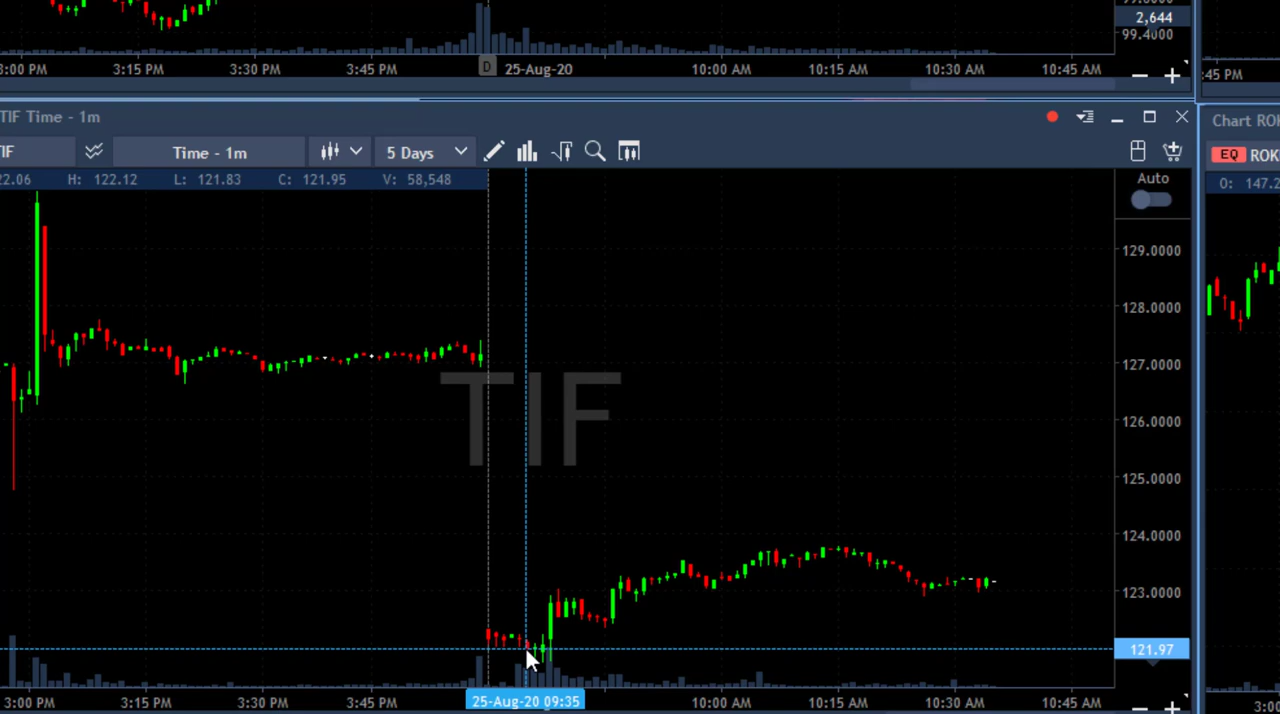 99.6000
2,644
99.4000
3:00 PM 3:15 PM 3:30 PM 3:45 PM D 25-Aug-20 10:00 AM 10:15 AM 10:30 AM 10:45 AM
:45 PM
TIF Time - 1m
Chart ROK
IF Time - 1m 5 Days
EQ ROK
22.06 H: 122.12 L: 121.83 C: 121.95 V: 58,548
Auto
O: 147.2
129.0000
128.0000
127.0000
TIF
126.0000
125.0000
124.0000
123.0000
121.97
3:00 PM 3:15 PM 3:30 PM 3:45 PM 25-Aug-20 09:35 10:00 AM 10:15 AM 10:30 AM 10:45 AM
3:00